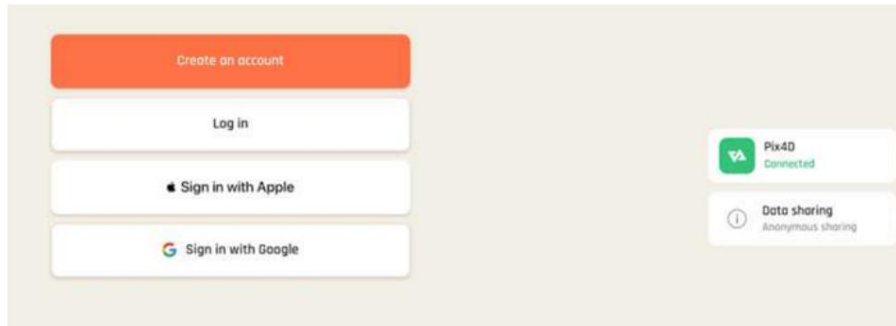 Create an account
Log in
Sign in with Apple
Sign in with Google
Pix4D
Connected
Data sharing
Anonymous sharing